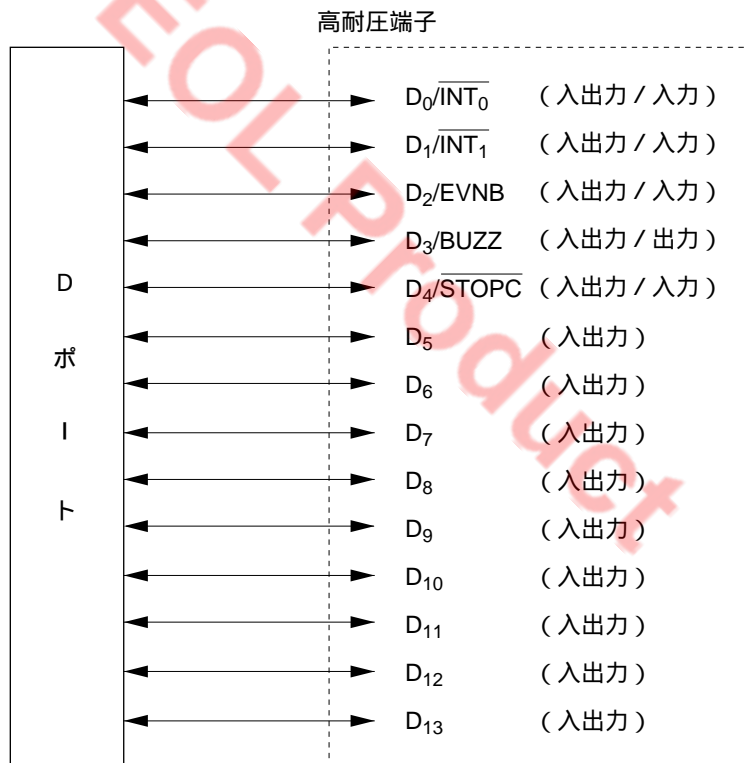 高耐圧端子
D0/INT0 （入出力／入力）
D1/INT1 （入出力／入力）
D2/EVNB （入出力／入力）
D3/BUZZ （入出力／出力）
D4/STOPC （入出力／入力）
D5 （入出力）
D6 （入出力）
D7 （入出力）
D8 （入出力）
D9 （入出力）
D10 （入出力）
D11 （入出力）
D12 （入出力）
D13 （入出力）
Dポート
EOL Product